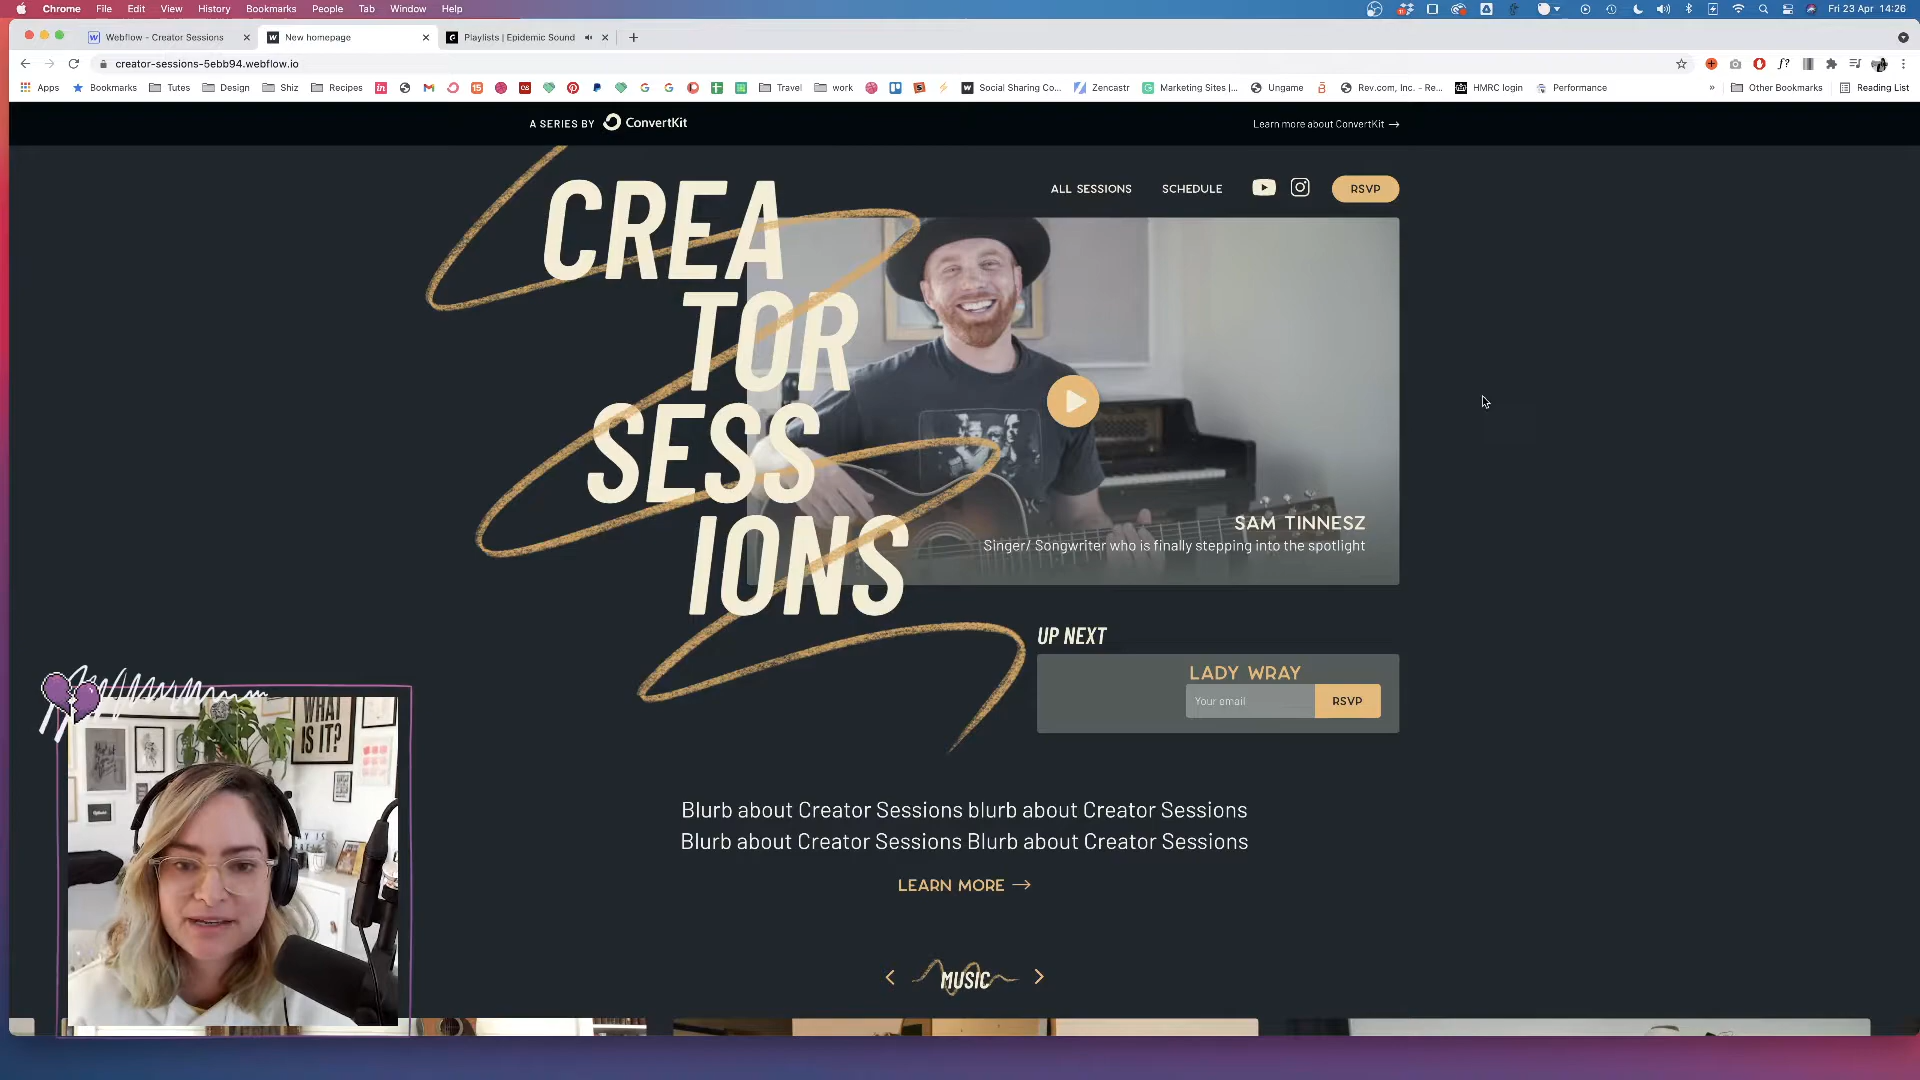 Chrome File Edit View History Bookmarks People Tab Window Help
Fri 23 Apr 14:26
Webflow - Creator Sessions
New homepage
Playlists | Epidemic Sound
creator-sessions-5ebb94.webflow.io
Apps Bookmarks Tutes Design Shiz Recipes Travel work Social Sharing Co... Zencastr Marketing Sites |... Ungame Rev.com, Inc. - Re... HMRC login Performance » Other Bookmarks Reading List
A SERIES BY ConvertKit
Learn more about ConvertKit →
ALL SESSIONS SCHEDULE RSVP
CREA
TOR
SESS
IONS
SAM TINNESZ
Singer/ Songwriter who is finally stepping into the spotlight
UP NEXT
LADY WRAY
Your email RSVP
Blurb about Creator Sessions blurb about Creator Sessions
Blurb about Creator Sessions Blurb about Creator Sessions
LEARN MORE →
MUSIC
WHAT
IS IT?